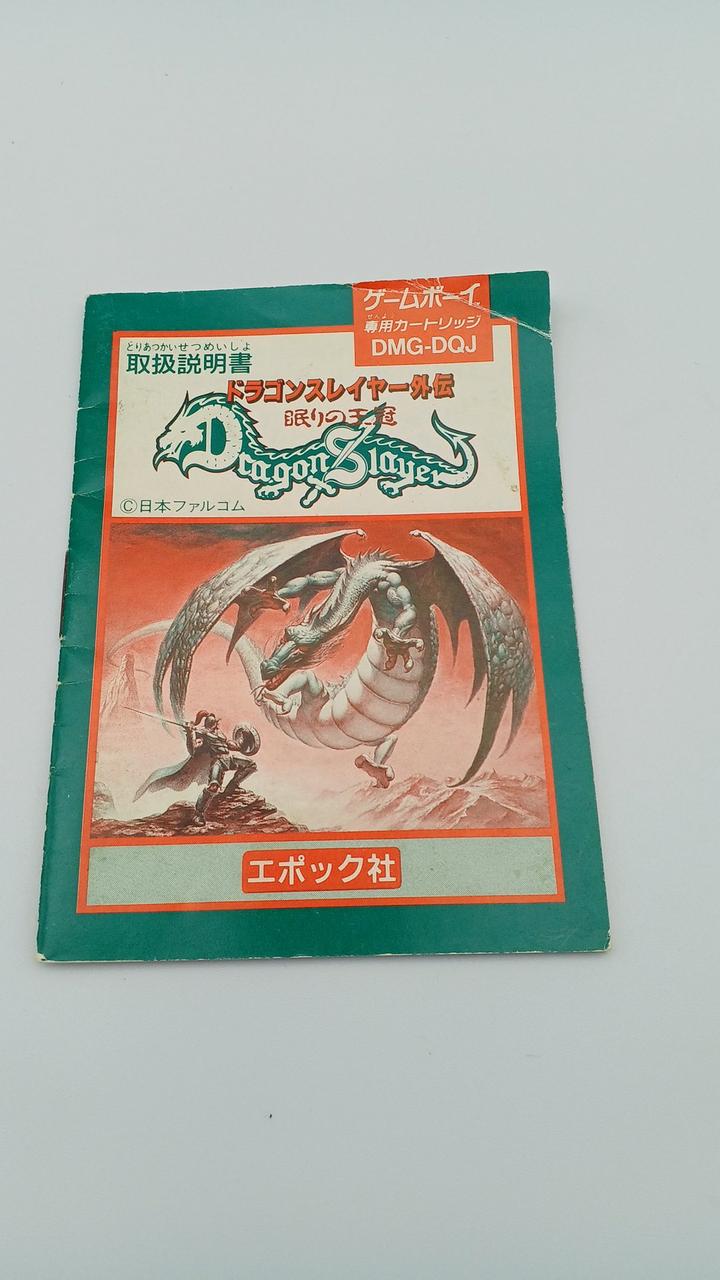 ゲームボーイ
せんよう
専用カートリッジ
DMG-DQJ
とりあつかいせつめいしょ
取扱説明書
ドラゴンスレイヤー外伝
眠りの王冠
Dragon Slayer
©日本ファルコム
エポック社